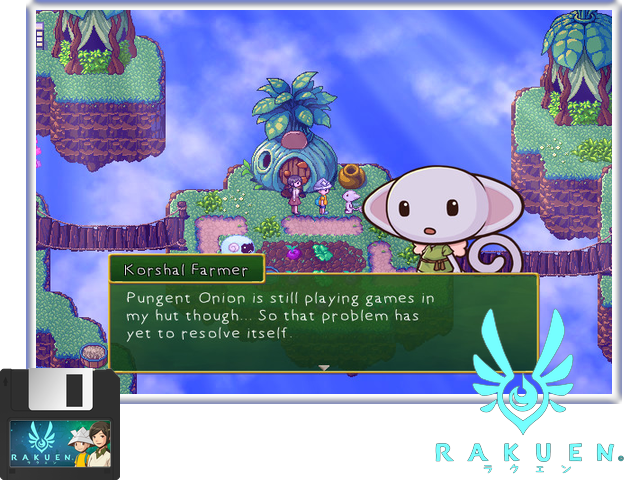 Korshal Farmer
Pungent Onion is still playing games in
my hut though... So that problem has
yet to resolve itself.
RAKUEN.
ラクエン
RAKUEN®
ラクエン